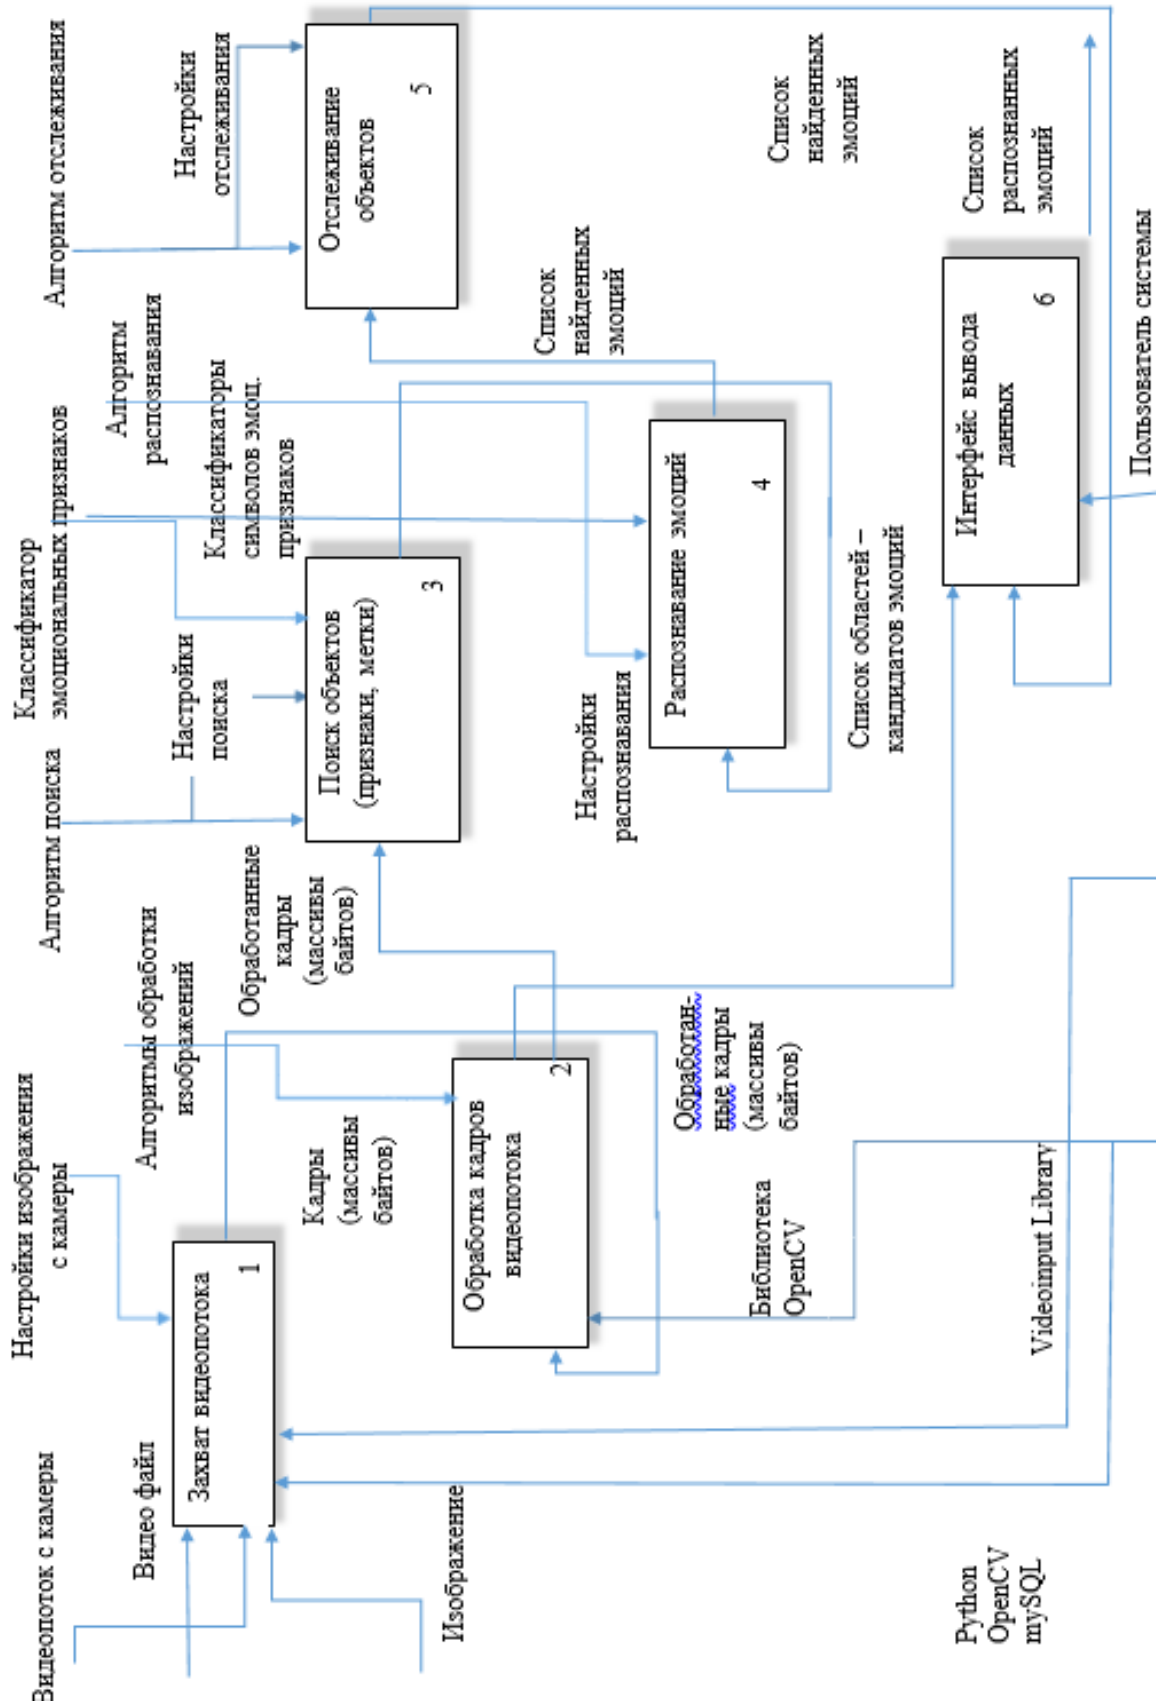 Видеопоток с камеры
Видео файл
Изображение
Настройки изображения
с камеры
Захват видеопотока
1
Алгоритмы обработки
изображений
Кадры
(массивы
байтов)
Обработка кадров
видеопотока
2
Обработанные
кадры
(массивы
байтов)
Обработан-
ные кадры
(массивы
байтов)
Библиотека
OpenCV
Videoinput Library
Python
OpenCV
mySQL
Алгоритм поиска
Настройки
поиска
Классификатор
эмоциональных признаков
Поиск объектов
(признаки, метки)
3
Классификаторы
символов эмоц.
признаков
Алгоритм
распознавания
Настройки
распознавания
Распознавание эмоций
4
Список областей –
кандидатов эмоций
Список
найденных
эмоций
Алгоритм отслеживания
Настройки
отслеживания
Отслеживание
объектов
5
Список
найденных
эмоций
Интерфейс вывода
данных
6
Список
распознанных
эмоций
Пользователь системы